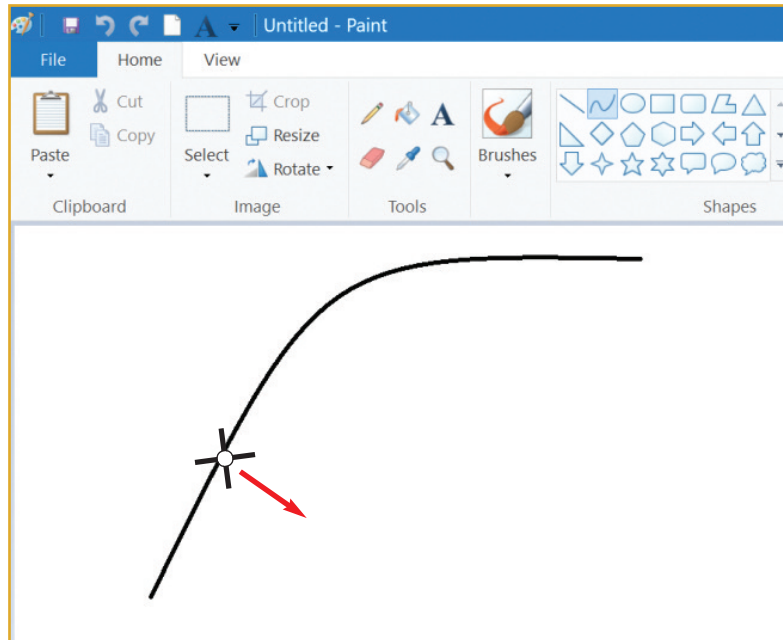 Untitled - Paint
File Home View
Cut
Crop
Copy
Resize
Paste
Select
Rotate
Brushes
A
Clipboard
Image
Tools
Shapes